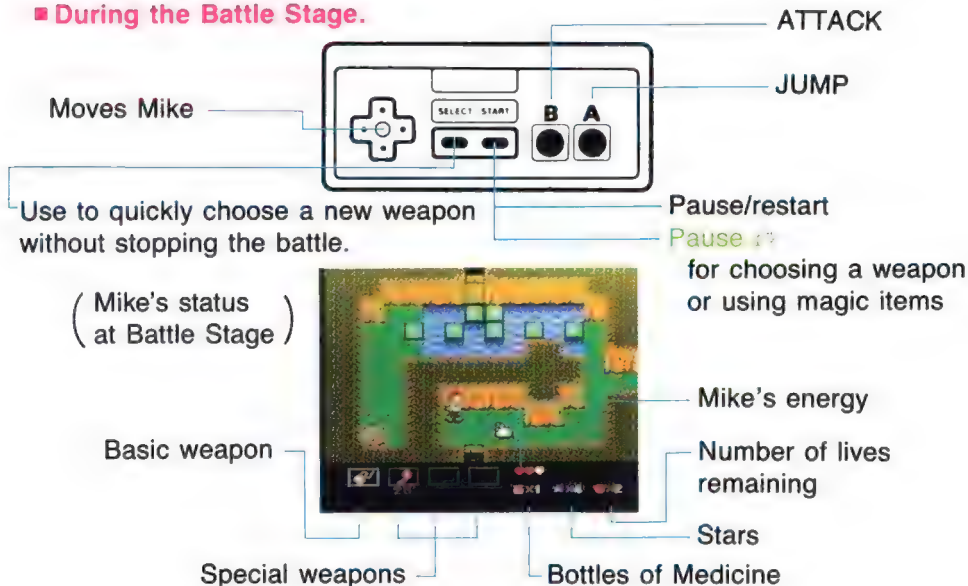 During the Battle Stage.
ATTACK
JUMP
Moves Mike
SELECT START
B A
Use to quickly choose a new weapon
without stopping the battle.
Pause/restart
Pause
for choosing a weapon
or using magic items
Mike's status
at Battle Stage
Mike's energy
Basic weapon
Number of lives
remaining
Stars
Special weapons
Bottles of Medicine